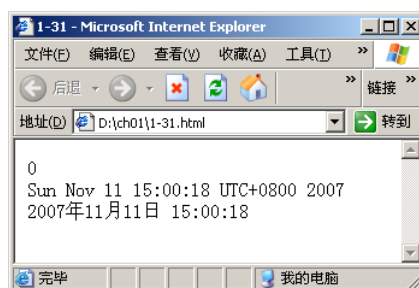 1-31 - Microsoft Internet Explorer
文件(F) 编辑(E) 查看(V) 收藏(A) 工具(T) »
后退 » 链接 »
地址(D) D:\ch01\1-31.html 转到
0
Sun Nov 11 15:00:18 UTC+0800 2007
2007年11月11日 15:00:18
完毕 我的电脑